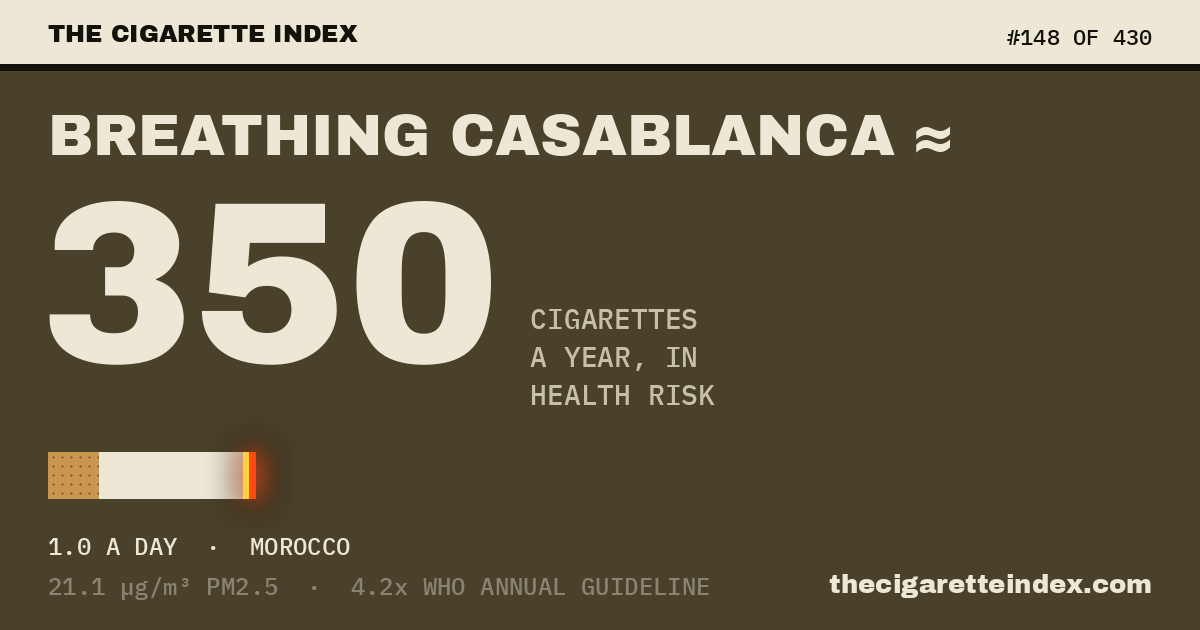 THE CIGARETTE INDEX
#148 OF 430
BREATHING CASABLANCA ≈
350
CIGARETTES
A YEAR, IN
HEALTH RISK
1.0 A DAY · MOROCCO
21.1 µg/m³ PM2.5 · 4.2x WHO ANNUAL GUIDELINE
thecigaretteindex.com